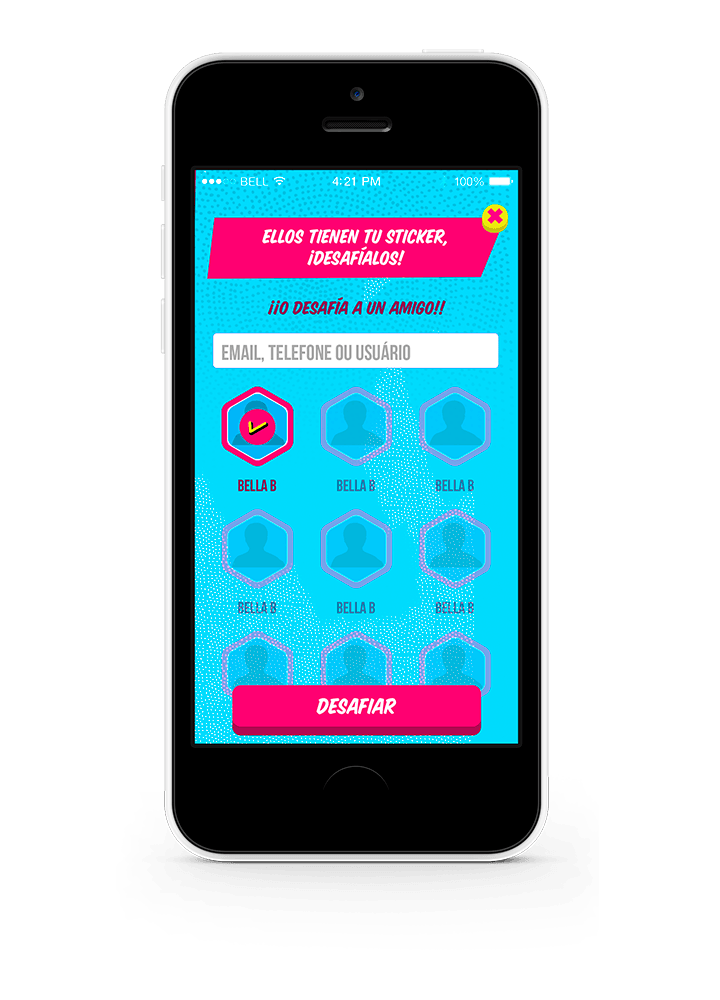 BELL 4:21 PM 100%
ELLOS TIENEN TU STICKER,
¡DESAFÍALOS!
¡¡O DESAFÍA A UN AMIGO!!
EMAIL, TELEFONE OU USUÁRIO
BELLA B BELLA B BELLA B
BELLA B BELLA B BELLA B
DESAFIAR